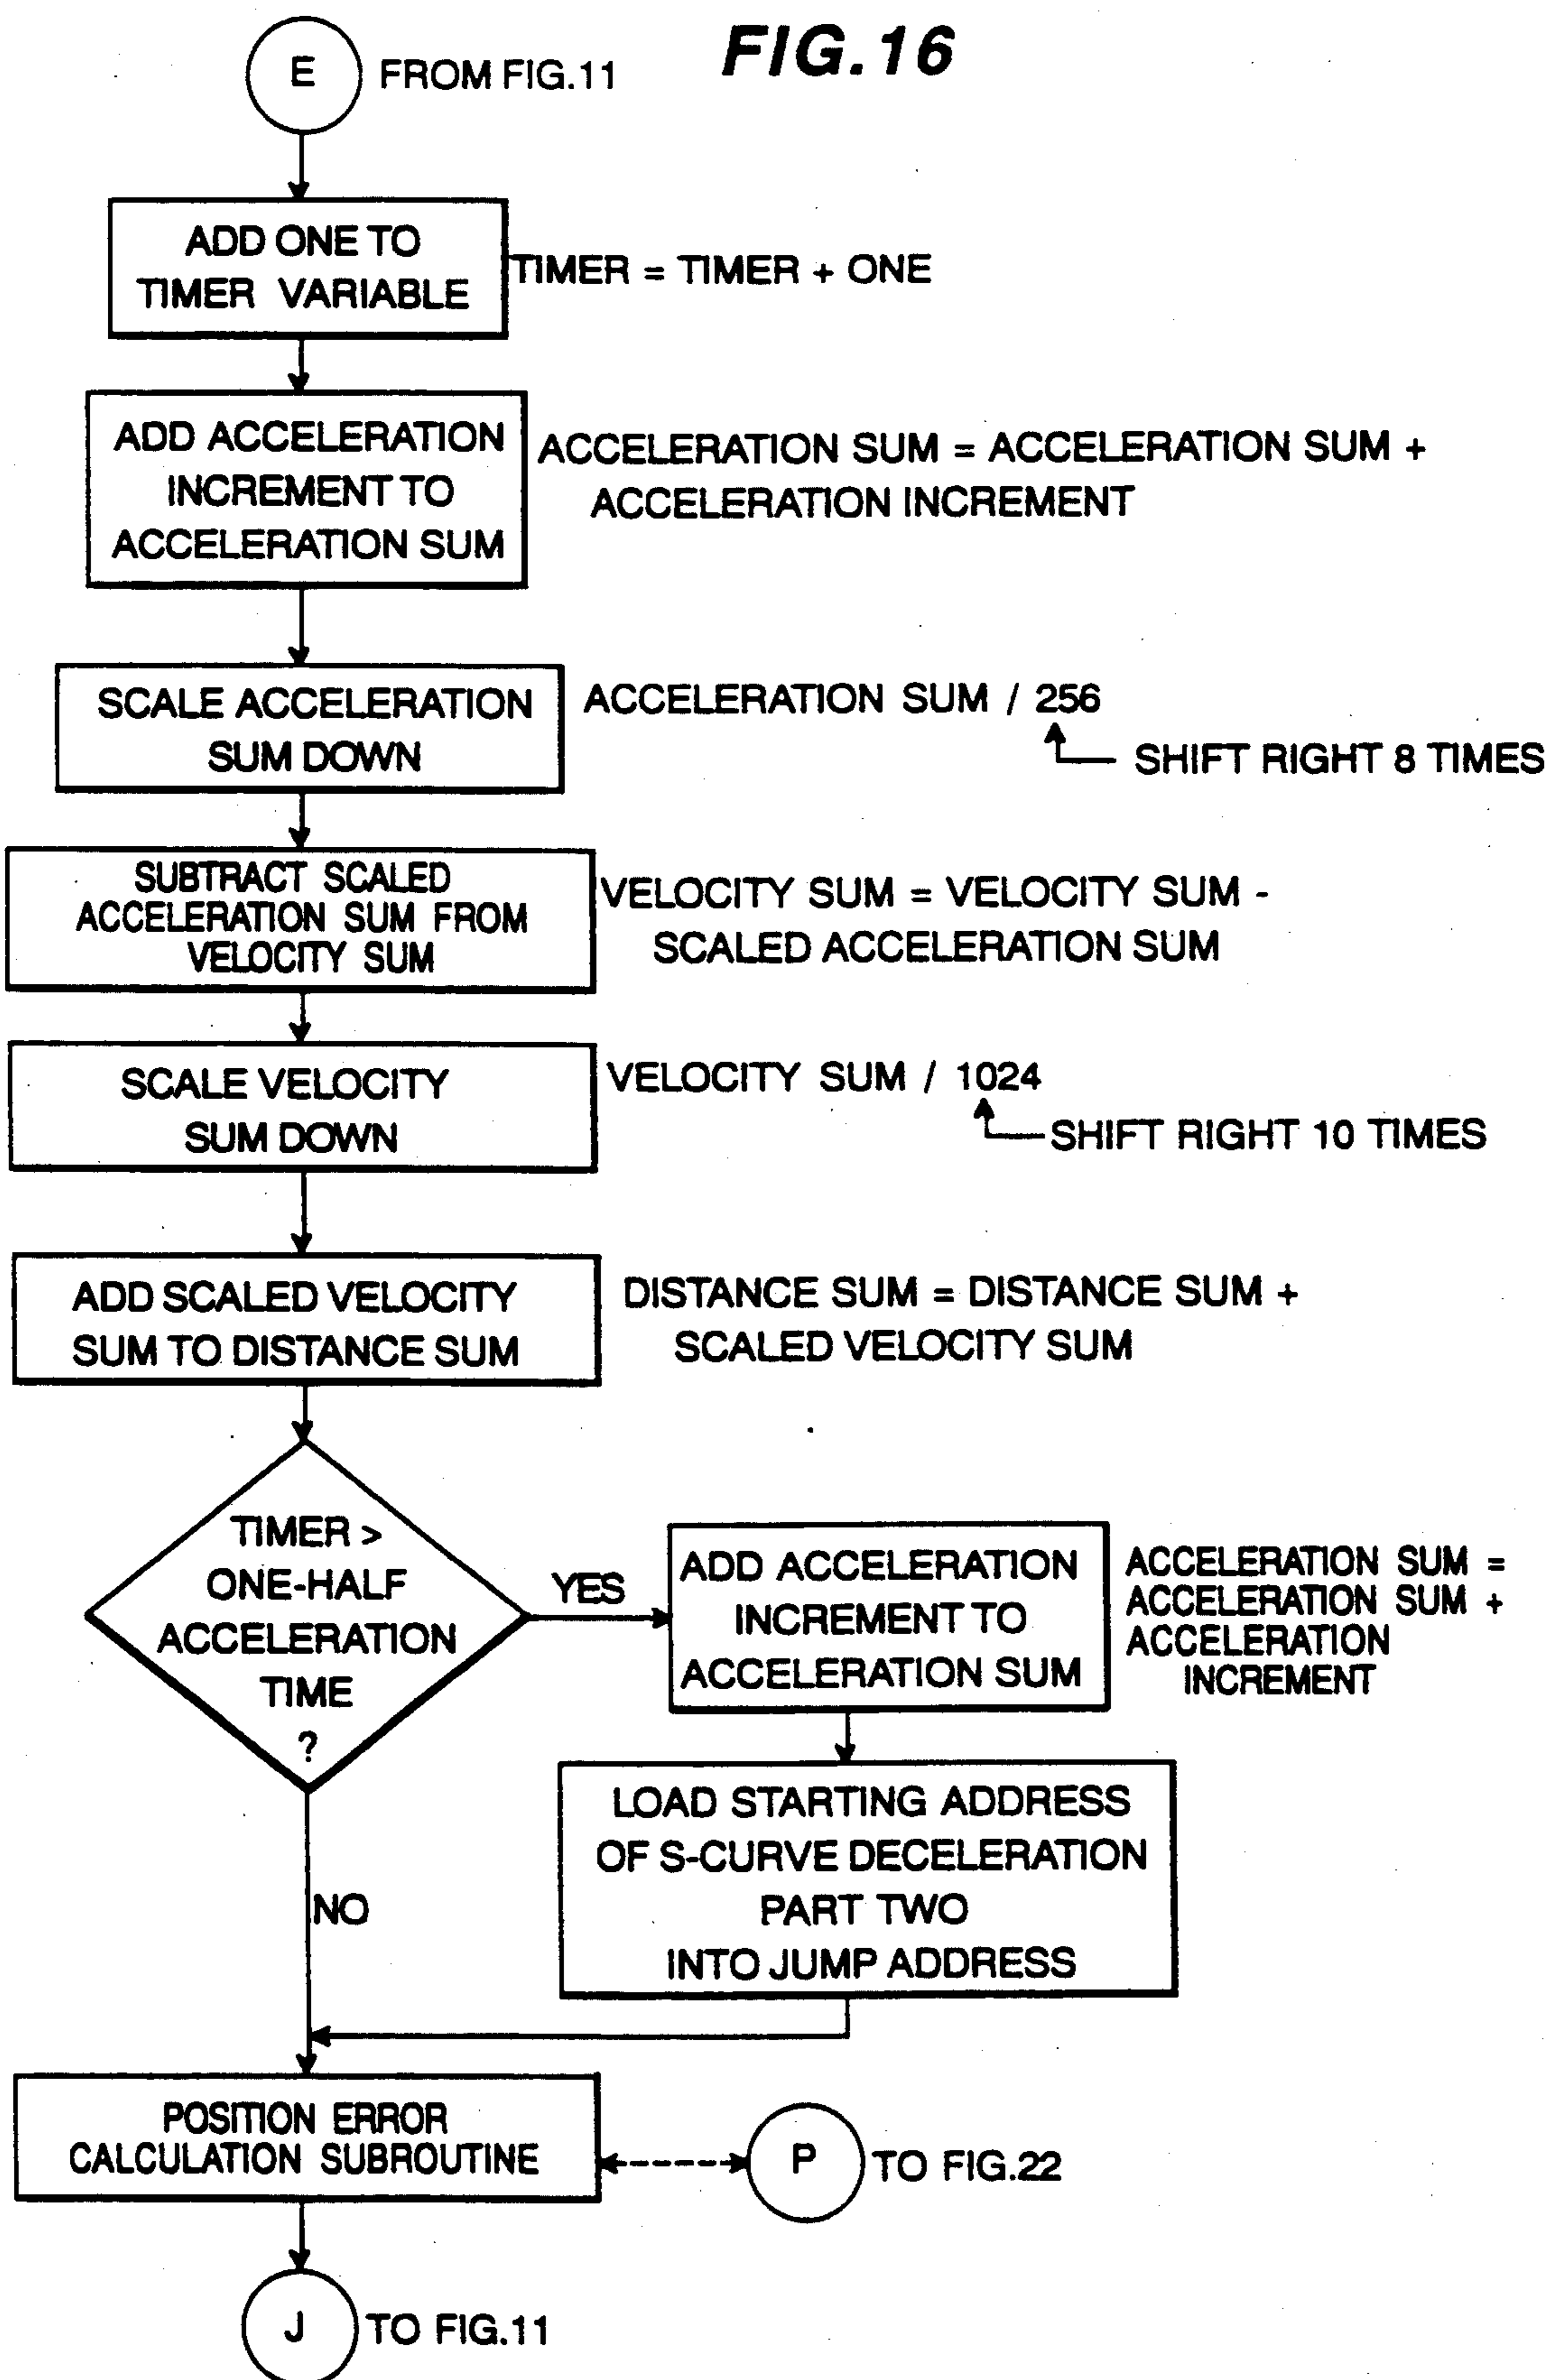 FIG.16
E
FROM FIG.11
ADD ONE TO
TIMER VARIABLE
TIMER = TIMER + ONE
ADD ACCELERATION
INCREMENT TO
ACCELERATION SUM
ACCELERATION SUM = ACCELERATION SUM +
ACCELERATION INCREMENT
SCALE ACCELERATION
SUM DOWN
ACCELERATION SUM / 256
SHIFT RIGHT 8 TIMES
SUBTRACT SCALED
ACCELERATION SUM FROM
VELOCITY SUM
VELOCITY SUM = VELOCITY SUM -
SCALED ACCELERATION SUM
SCALE VELOCITY
SUM DOWN
VELOCITY SUM / 1024
SHIFT RIGHT 10 TIMES
ADD SCALED VELOCITY
SUM TO DISTANCE SUM
DISTANCE SUM = DISTANCE SUM +
SCALED VELOCITY SUM
TIMER >
ONE-HALF
ACCELERATION
TIME
?
YES
ADD ACCELERATION
INCREMENT TO
ACCELERATION SUM
ACCELERATION SUM =
ACCELERATION SUM +
ACCELERATION
INCREMENT
LOAD STARTING ADDRESS
OF S-CURVE DECELERATION
PART TWO
INTO JUMP ADDRESS
NO
POSITION ERROR
CALCULATION SUBROUTINE
P
TO FIG.22
J
TO FIG.11